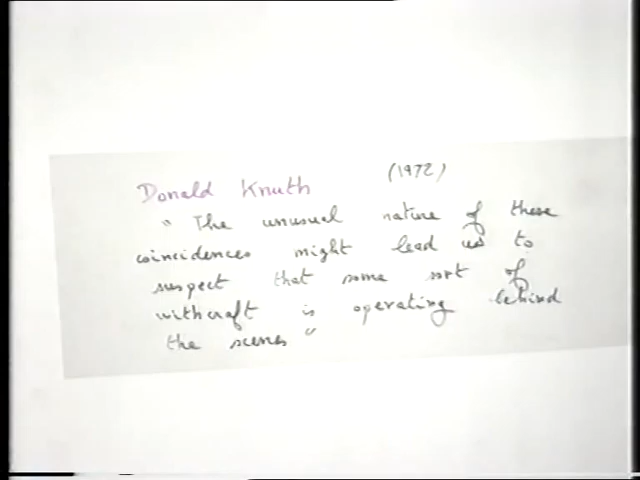 Donald Knuth (1972)
" The unusual nature of these
coincidences might lead us to
suspect that some sort of
withcraft is operating behind
the scenes "